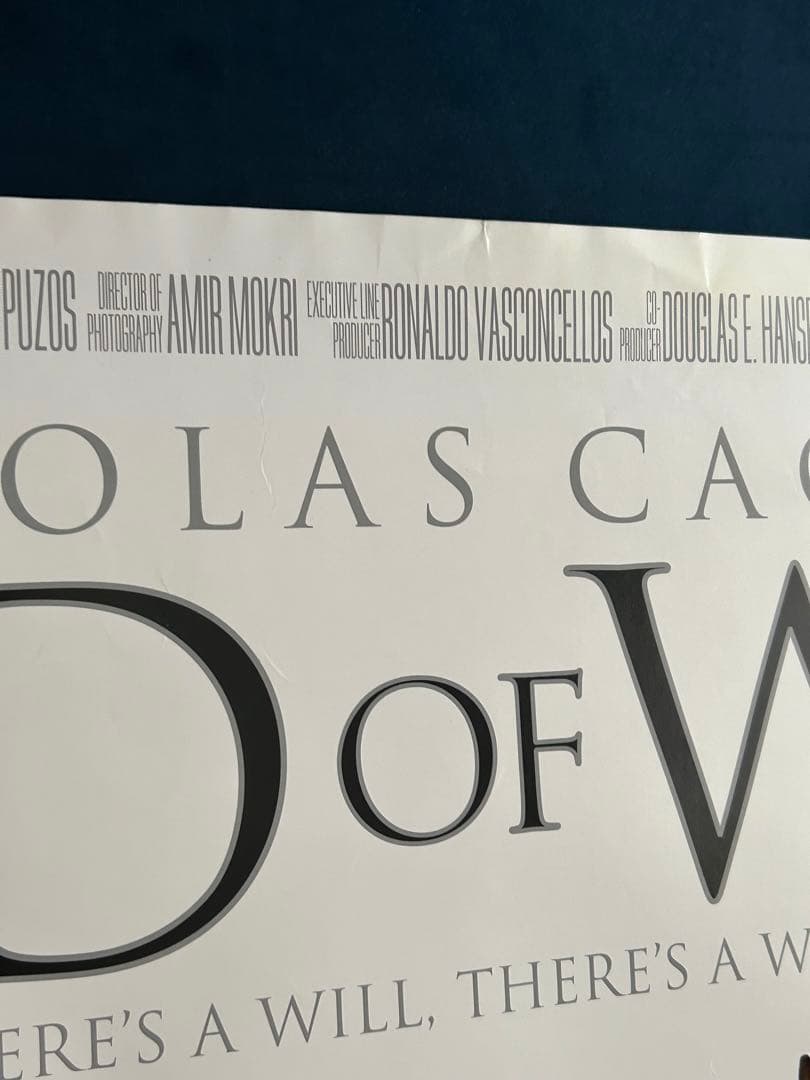 PUZOS DIRECTOR OF PHOTOGRAPHY AMIR MOKRI EXECUTIVE LINE PRODUCER RONALDO VASCONCELLOS CO-PRODUCER DOUGLAS E. HANS
OLAS CA
D OF W
ERE'S A WILL, THERE'S A W